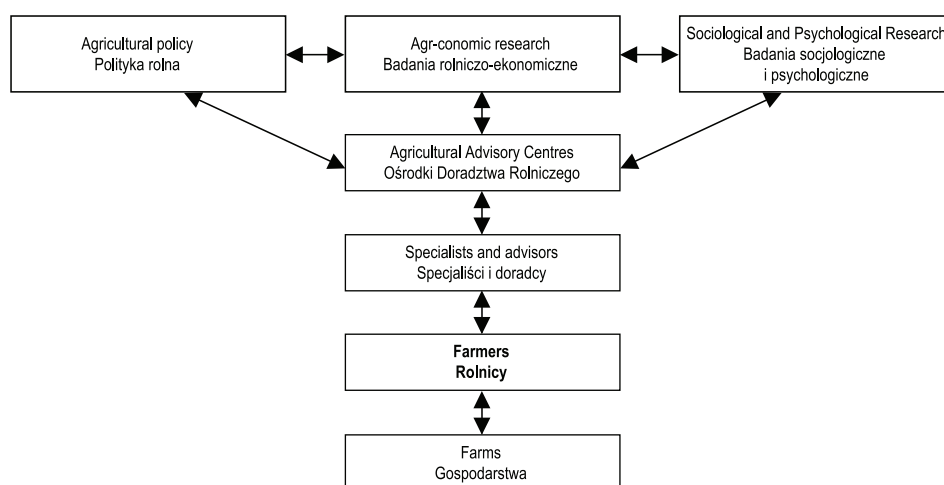 Agricultural policy
Polityka rolna
Agr-conomic research
Badania rolniczo-ekonomiczne
Sociological and Psychological Research
Badania socjologiczne
i psychologiczne
Agricultural Advisory Centres
Ośrodki Doradztwa Rolniczego
Specialists and advisors
Specjaliści i doradcy
Farmers
Rolnicy
Farms
Gospodarstwa